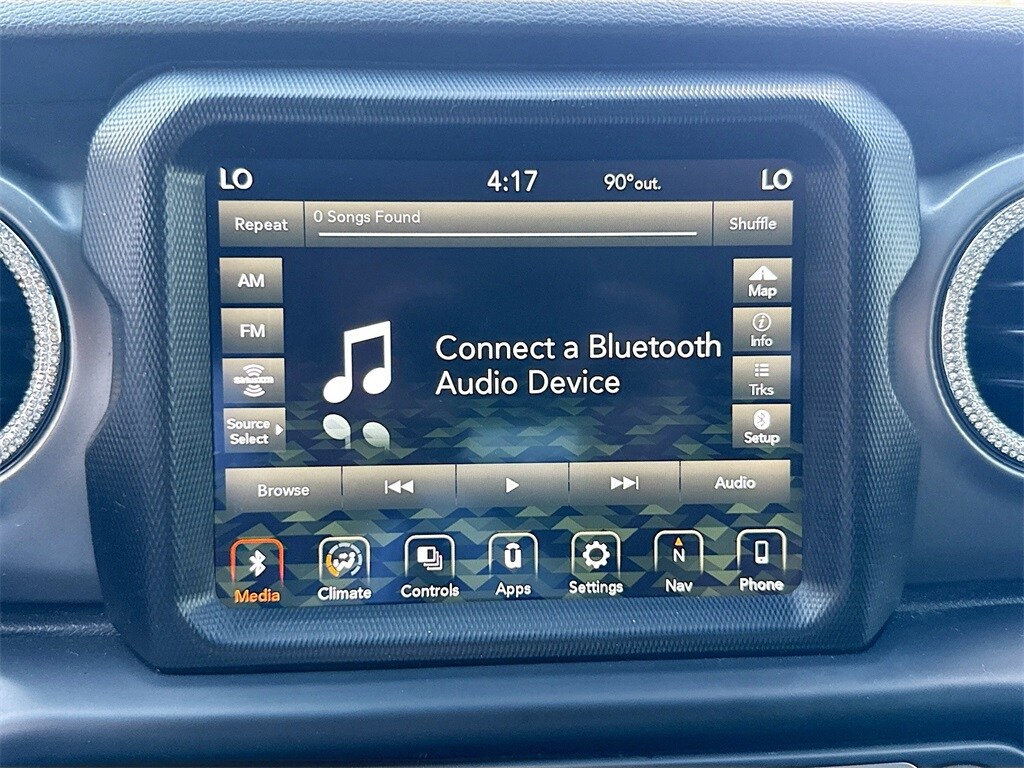 LO 4:17 90°out. LO
Repeat 0 Songs Found Shuffle
AM
FM
SiriusXM
Source
Select
Connect a Bluetooth
Audio Device
Map
Info
Trks
Setup
Browse Audio
Media Climate Controls Apps Settings N Nav Phone